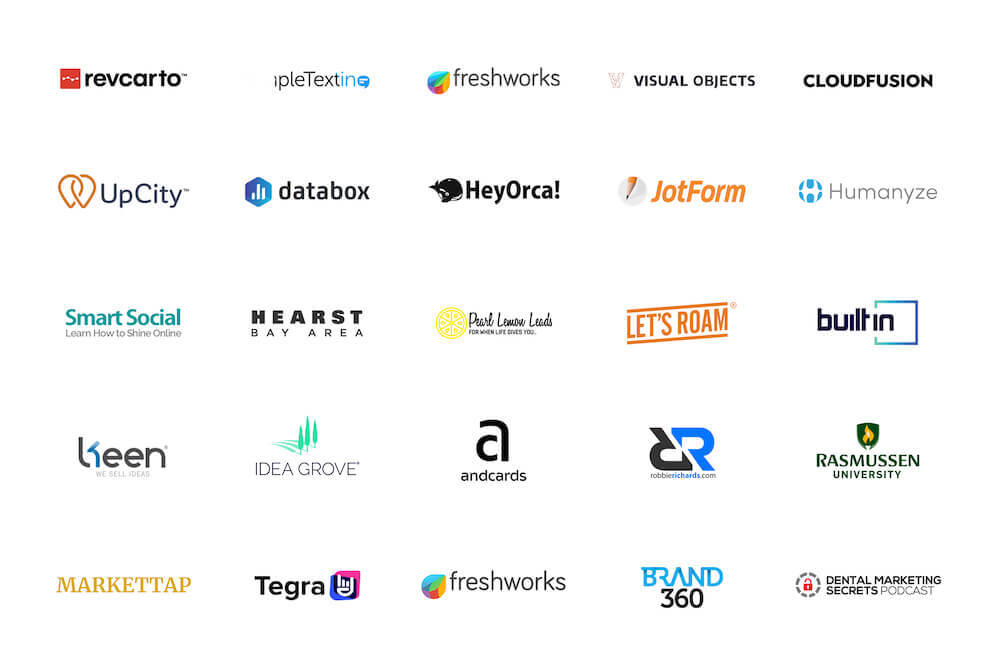 revcarto™
pleTextin
freshworks
VISUAL OBJECTS
CLOUDFUSION
UpCity™
databox
HeyOrca!
JotForm
Humanyze
Smart Social
Learn How to Shine Online
HEARST
BAY AREA
Pearl Lemon Leads
FOR WHEN LIFE GIVES YOU..
LET'S ROAM®
builtin
keen®
WE SELL IDEAS
IDEA GROVE®
a
andcards
RR
robbierichards.com
RASMUSSEN
UNIVERSITY
MARKETTAP
Tegra
freshworks
BRAND
360
DENTAL MARKETING
SECRETS PODCAST